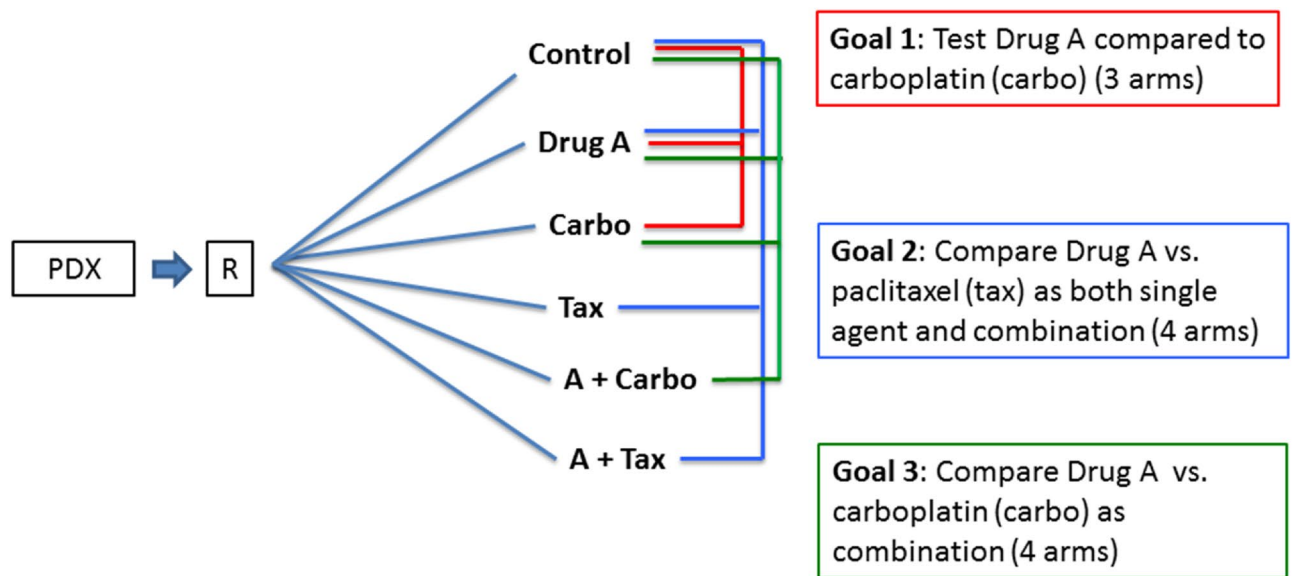 PDX
R
Control
Drug A
Carbo
Tax
A + Carbo
A + Tax
Goal 1: Test Drug A compared to
carboplatin (carbo) (3 arms)
Goal 2: Compare Drug A vs.
paclitaxel (tax) as both single
agent and combination (4 arms)
Goal 3: Compare Drug A vs.
carboplatin (carbo) as
combination (4 arms)